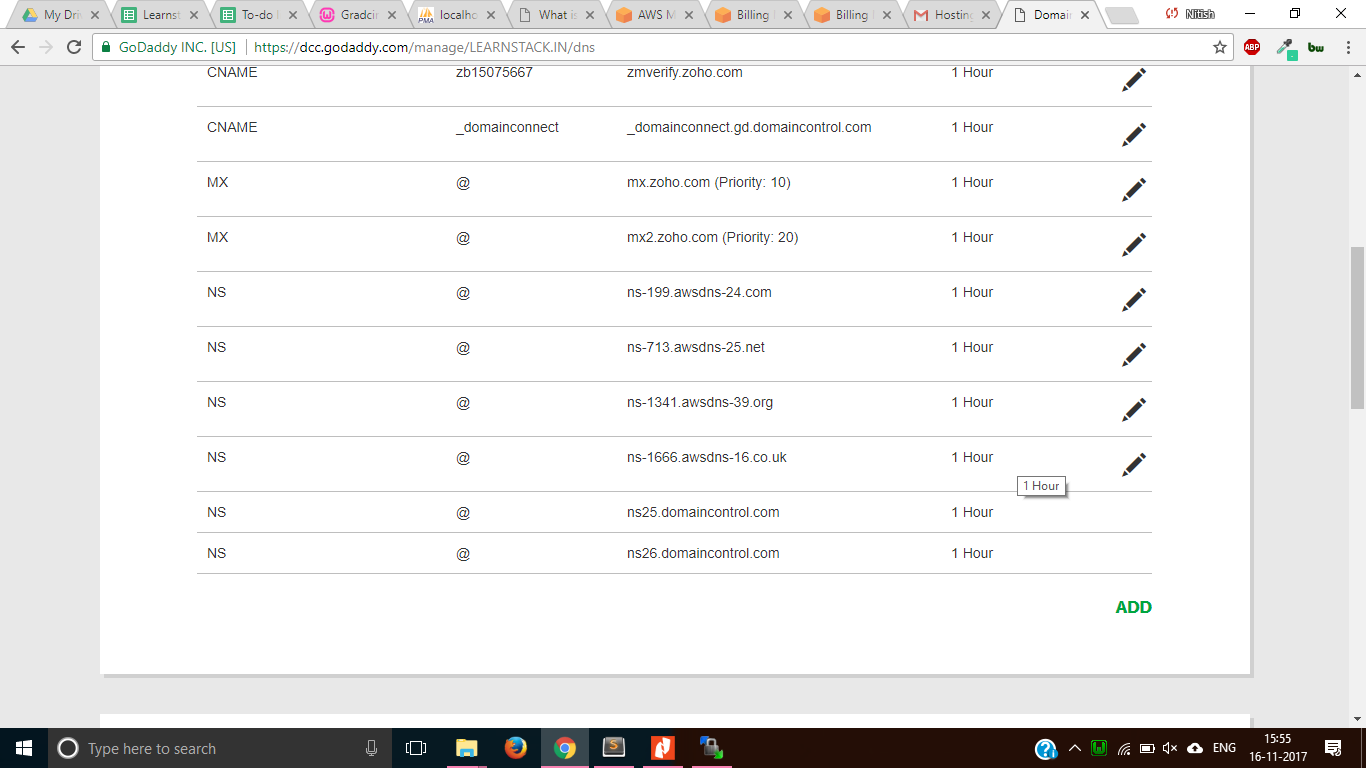 My Dri
Learnst
To-do
Gradcir
localho
What is
AWS M
Billing
Billing
Hosting
Domai
Nitish
GoDaddy INC. [US] https://dcc.godaddy.com/manage/LEARNSTACK.IN/dns
ABP
bw
CNAME zb15075667 zmverify.zoho.com 1 Hour
CNAME _domainconnect _domainconnect.gd.domaincontrol.com 1 Hour
MX @ mx.zoho.com (Priority: 10) 1 Hour
MX @ mx2.zoho.com (Priority: 20) 1 Hour
NS @ ns-199.awsdns-24.com 1 Hour
NS @ ns-713.awsdns-25.net 1 Hour
NS @ ns-1341.awsdns-39.org 1 Hour
NS @ ns-1666.awsdns-16.co.uk 1 Hour
1 Hour
NS @ ns25.domaincontrol.com 1 Hour
NS @ ns26.domaincontrol.com 1 Hour
ADD
Type here to search
ENG
15:55
16-11-2017